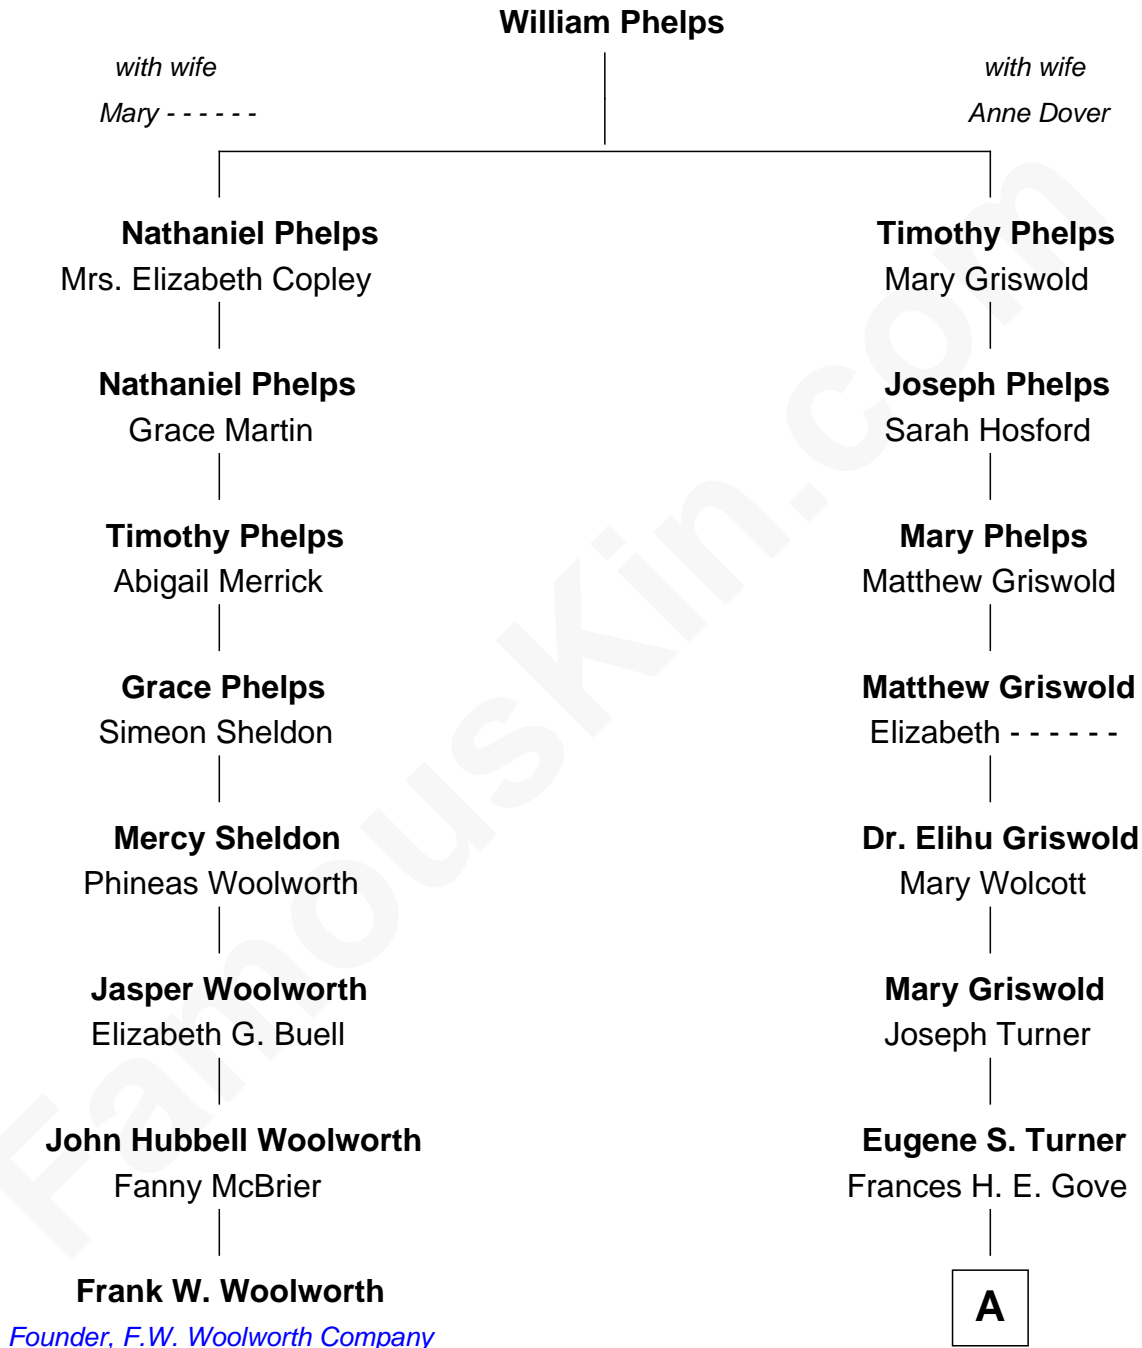 William Phelps
with wife
Mary - - - - - -
with wife
Anne Dover
Nathaniel Phelps
Mrs. Elizabeth Copley
Timothy Phelps
Mary Griswold
Nathaniel Phelps
Grace Martin
Joseph Phelps
Sarah Hosford
Timothy Phelps
Abigail Merrick
Mary Phelps
Matthew Griswold
Grace Phelps
Simeon Sheldon
Matthew Griswold
Elizabeth - - - - - -
Mercy Sheldon
Phineas Woolworth
Dr. Elihu Griswold
Mary Wolcott
Jasper Woolworth
Elizabeth G. Buell
Mary Griswold
Joseph Turner
John Hubbell Woolworth
Fanny McBrier
Eugene S. Turner
Frances H. E. Gove
Frank W. Woolworth
Founder, F.W. Woolworth Company
A
FamousKin.com